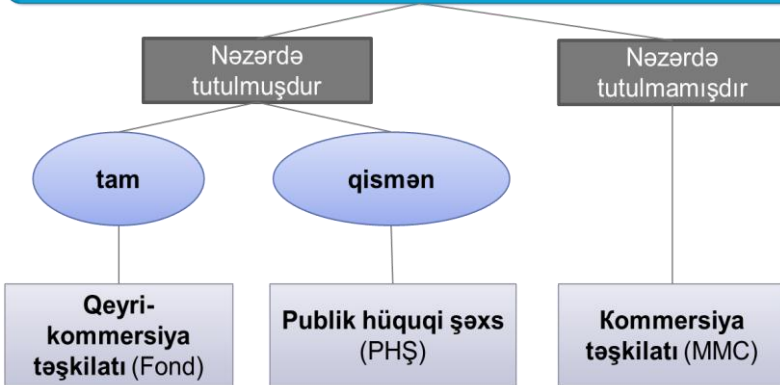 Nəzərdə
tutulmuşdur
Nəzərdə
tutulmamışdır
tam
qismən
Qeyri-
kommersiya
təşkilatı (Fond)
Publik hüquqi şəxs
(PHŞ)
Kommersiya
təşkilatı (MMC)